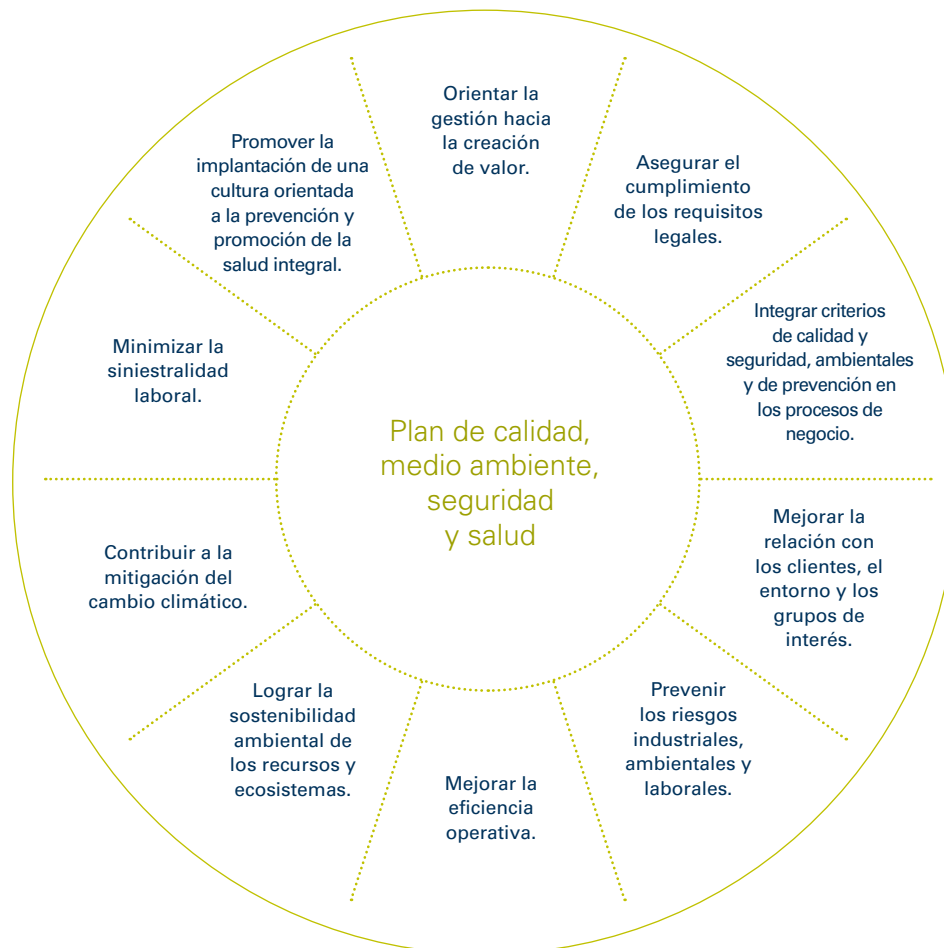 Orientar la
gestión hacia
la creación
de valor.
Asegurar el
cumplimiento
de los requisitos
legales.
Integrar criterios
de calidad y
seguridad, ambientales
y de prevención en
los procesos de
negocio.
Mejorar la
relación con
los clientes, el
entorno y los
grupos de
interés.
Prevenir
los riesgos
industriales,
ambientales y
laborales.
Mejorar la
eficiencia
operativa.
Lograr la
sostenibilidad
ambiental de
los recursos y
ecosistemas.
Contribuir a la
mitigación del
cambio climático.
Minimizar la
siniestralidad
laboral.
Promover la
implantación de una
cultura orientada
a la prevención y
promoción de la
salud integral.
Plan de calidad,
medio ambiente,
seguridad
y salud